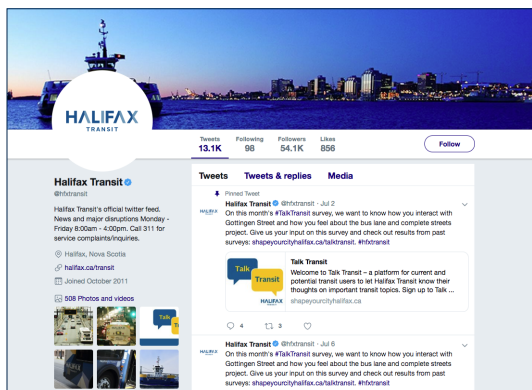 HALIFAX
TRANSIT
Tweets Following Followers Likes
13.1K 98 54.1K 856
Follow
Halifax Transit
@hfxtransit
Halifax Transit's official twitter feed.
News and major disruptions Monday -
Friday 8:00am - 4:00pm. Call 311 for
service complaints/inquiries.
Halifax, Nova Scotia
halifax.ca/transit
Joined October 2011
508 Photos and videos
Talk
Tweets Tweets & replies Media
Pinned Tweet
HALIFAX
Halifax Transit @hfxtransit · Jul 2
On this month's #TalkTransit survey, we want to know how you interact with
Gottingen Street and how you feel about the bus lane and complete streets
project. Give us your input on this survey and check out results from past
surveys: shapeyourcityhalifax.ca/talktransit. #hfxtransit
Talk
Transit
HALIFAX
Talk Transit
Welcome to Talk Transit – a platform for current and
potential transit users to let Halifax Transit know their
thoughts on important transit topics. Sign up to Talk ...
shapeyourcityhalifax.ca
4 3
HALIFAX
Halifax Transit @hfxtransit · Jul 6
On this month's #TalkTransit survey, we want to know how you interact with
Gottingen Street and how you feel about the bus lane and complete streets
project. Give us your input on this survey and check out results from past
surveys: shapeyourcityhalifax.ca/talktransit. #hfxtransit